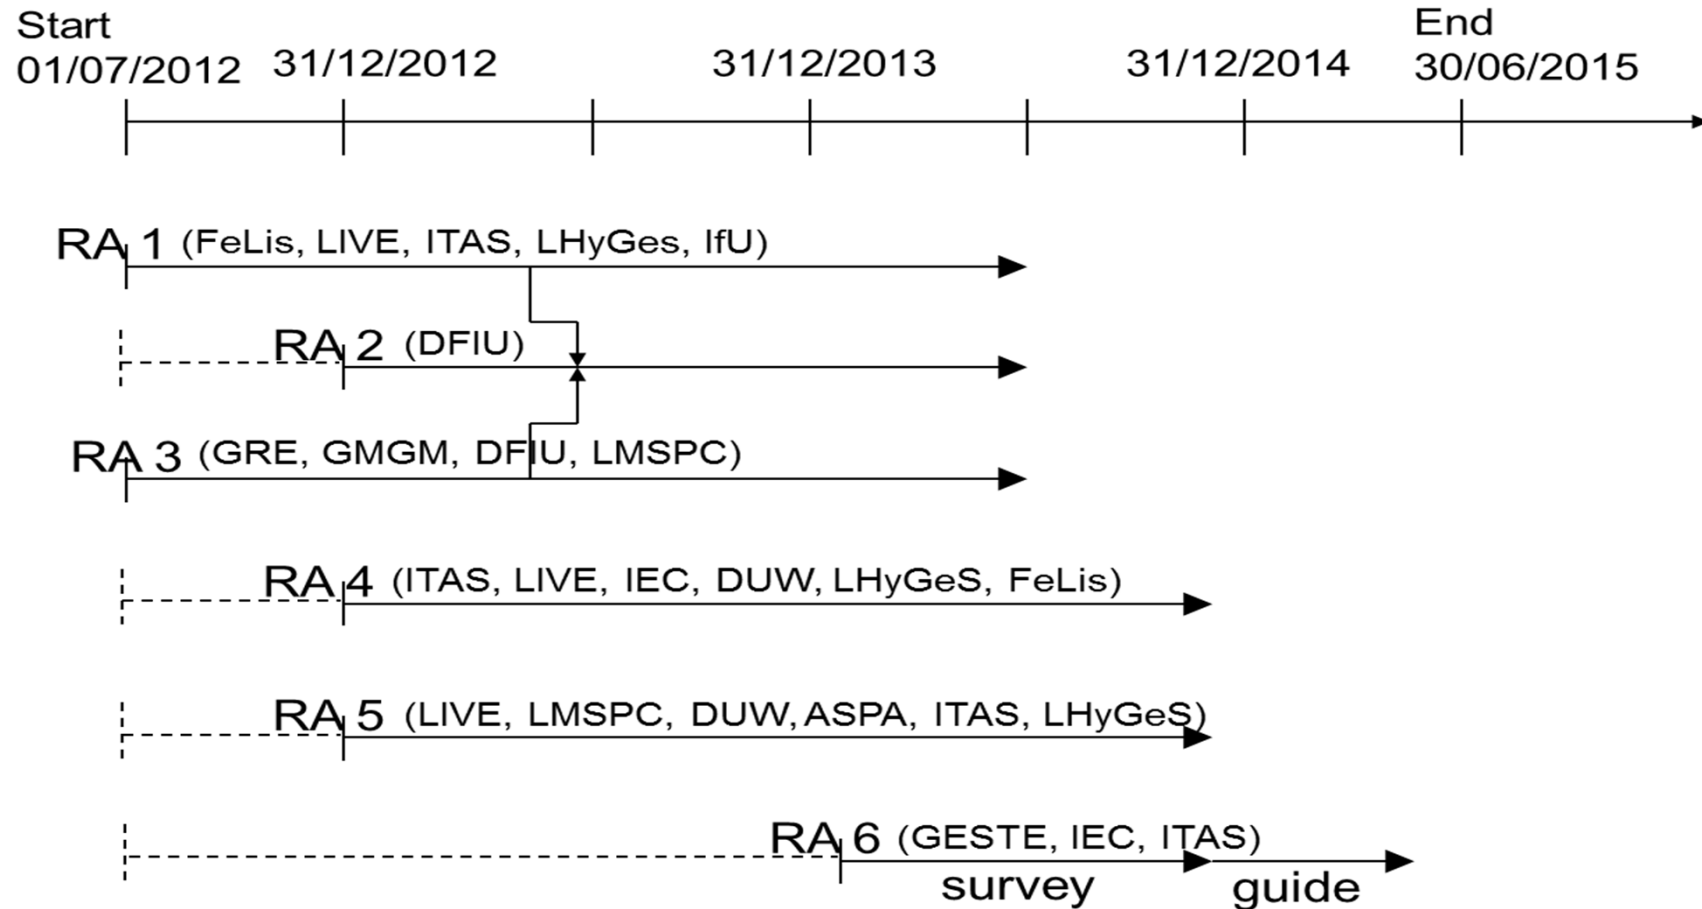 Start
01/07/2012
31/12/2012
31/12/2013
31/12/2014
End
30/06/2015
RA 1 (FeLis, LIVE, ITAS, LHyGes, IfU)
RA 2 (DFIU)
RA 3 (GRE, GMGM, DFIU, LMSPC)
RA 4 (ITAS, LIVE, IEC, DUW, LHyGeS, FeLis)
RA 5 (LIVE, LMSPC, DUW, ASPA, ITAS, LHyGeS)
RA 6 (GESTE, IEC, ITAS)
survey
guide